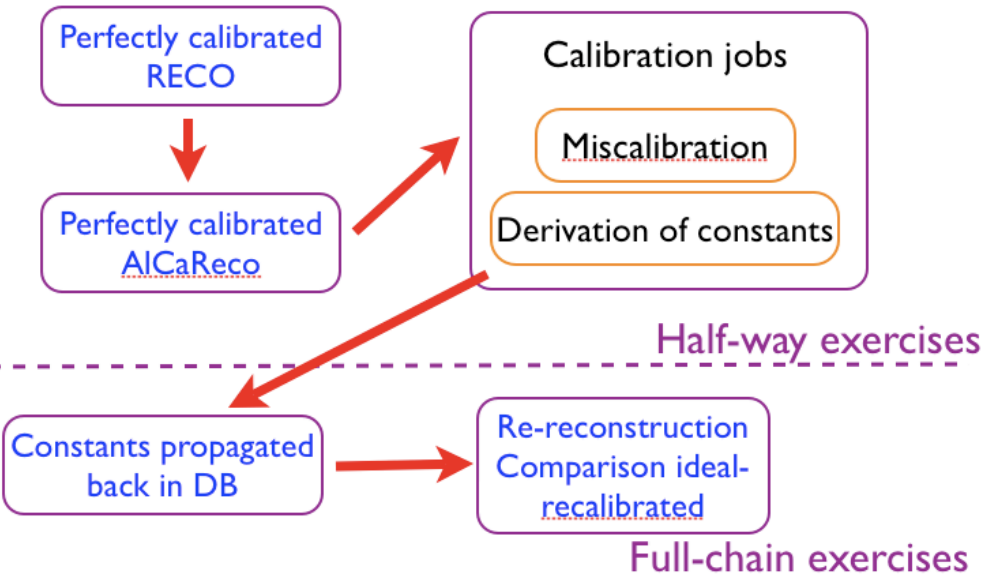 Perfectly calibrated
RECO
Perfectly calibrated
AlCaReco
Calibration jobs
Miscalibration
Derivation of constants
Half-way exercises
Constants propagated
back in DB
Re-reconstruction
Comparison ideal-
recalibrated
Full-chain exercises